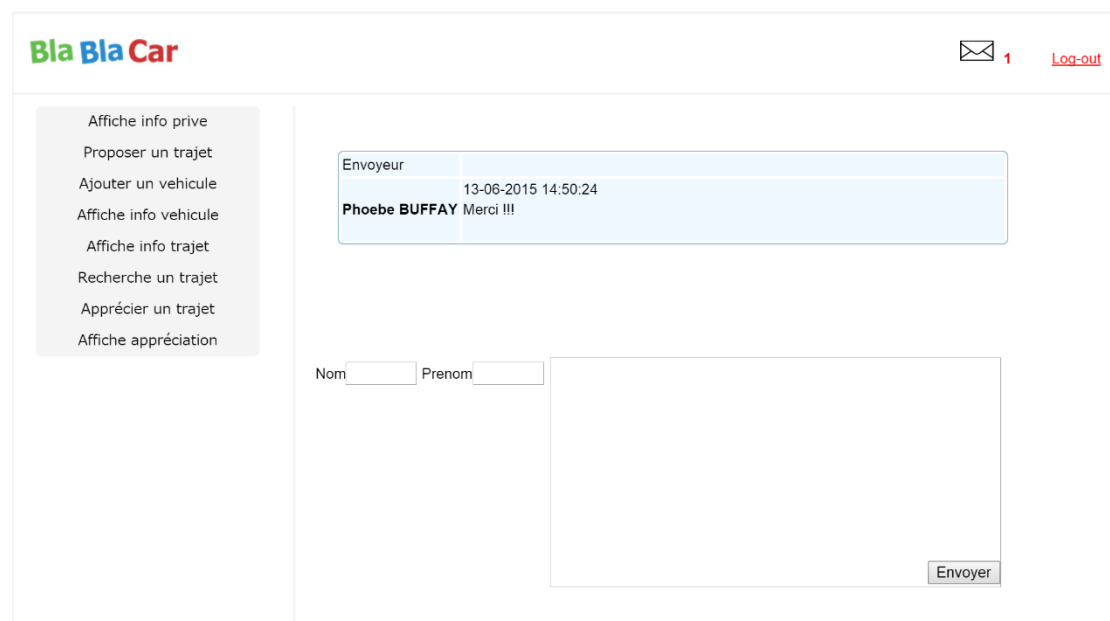 Bla Bla Car
1 Log-out
Affiche info prive
Proposer un trajet
Ajouter un vehicule
Affiche info vehicule
Affiche info trajet
Recherche un trajet
Apprécier un trajet
Affiche appréciation
Envoyeur
13-06-2015 14:50:24
Phoebe BUFFAY Merci !!!
Nom Prenom
Envoyer